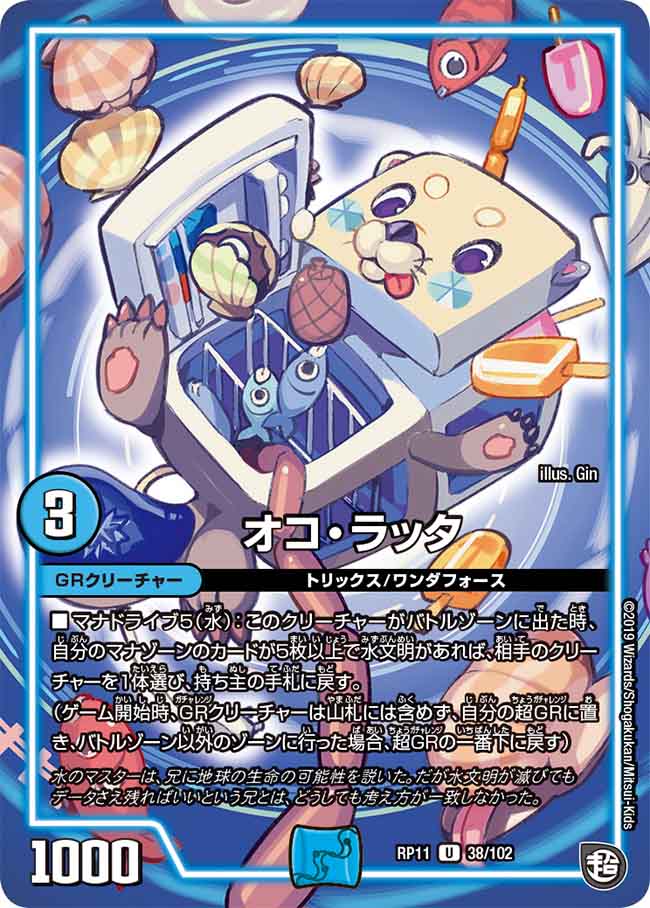 illus. Gin
3
オコ・ラッタ
GRクリーチャー
トリックス/ワンダフォース
■ マナドライブ5(水):このクリーチャーがバトルゾーンに出た時、
自分のマナゾーンのカードが5枚以上で水文明があれば、相手のクリー
チャーを1体選び、持ち主の手札に戻す。
(ゲーム開始時、GRクリーチャーは山札には含めず、自分の超GRに置
き、バトルゾーン以外のゾーンに行った場合、超GRの一番下に戻す)
水のマスターは、兄に地球の生命の可能性を説いた。だが水文明が滅びても
データさえ残ればいいという兄とは、どうしても考え方が一致しなかった。
©2019 Wizards/Shogakukan/Mitsui-Kids
1000
RP11 U 38/102
超